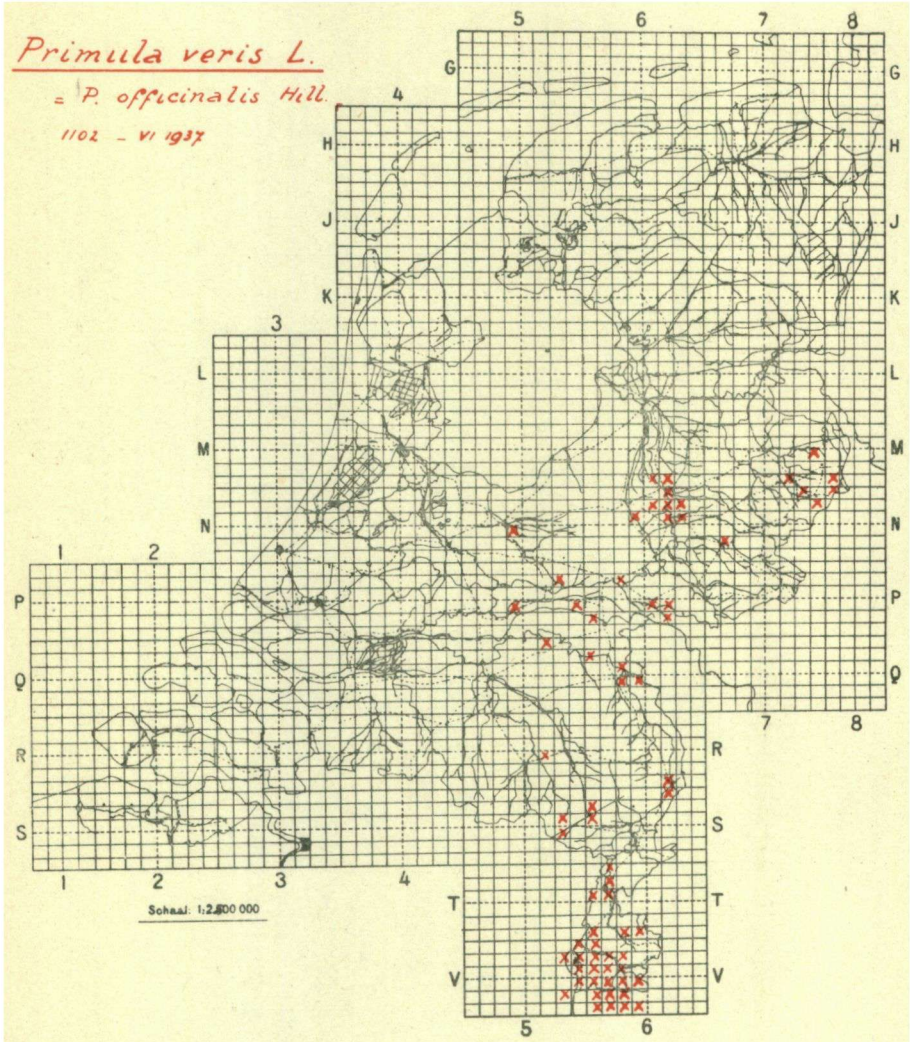 Primula veris L.
= P. officinalis Hill.
1102 - VI 1937
5 6 7 8
G G
4
H H
J J
K K
3
L L
M M
N N
1 2
P P
Q Q
7 8
R R
S S
1 2 3 4
Schaal: 1:2.500 000
T T
V V
5 6